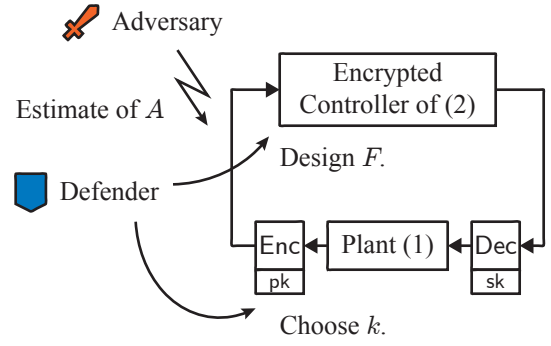 Adversary
Encrypted
Controller of (2)
Estimate of A
Design F.
Defender
Enc
Plant (1)
Dec
pk
sk
Choose k.